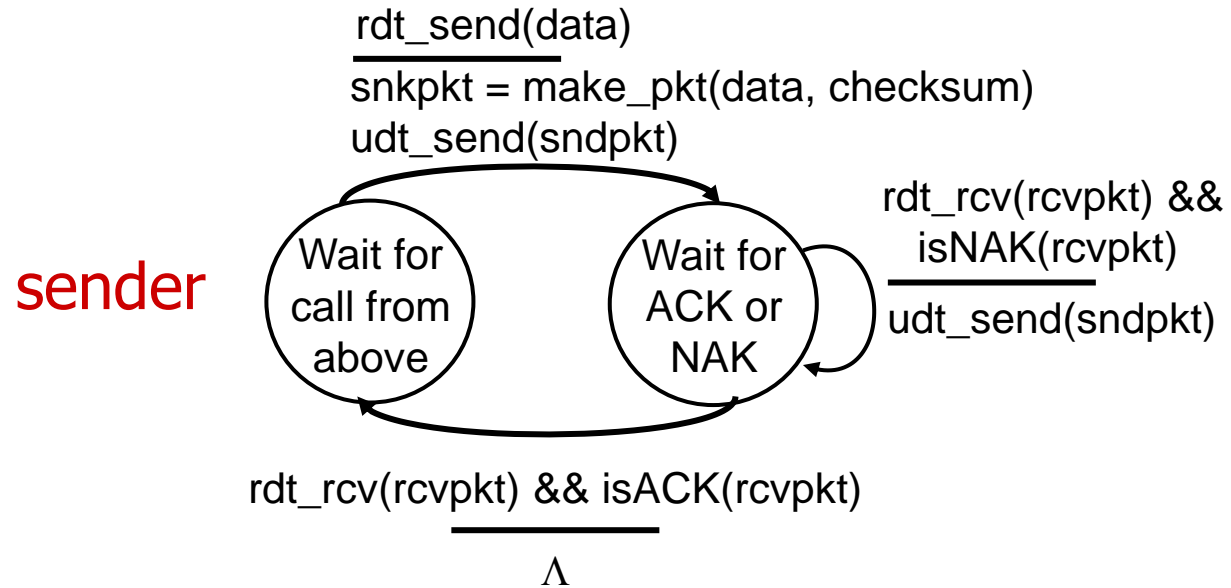 rdt_send(data)
snkpkt = make_pkt(data, checksum)
udt_send(sndpkt)
sender
Wait for
call from
above
Wait for
ACK or
NAK
rdt_rcv(rcvpkt) &&
isNAK(rcvpkt)
udt_send(sndpkt)
rdt_rcv(rcvpkt) && isACK(rcvpkt)
Λ